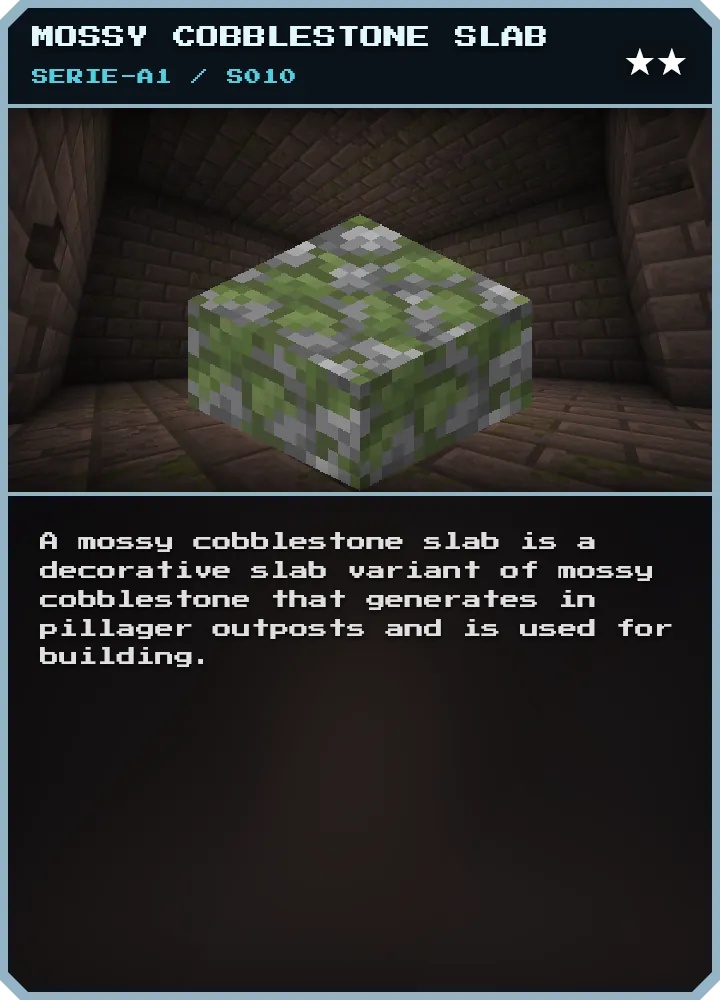 MOSSY COBBLESTONE SLAB
SERIE-A1 / S010
A mossy cobblestone slab is a
decorative slab variant of mossy
cobblestone that generates in
pillager outposts and is used for
building.